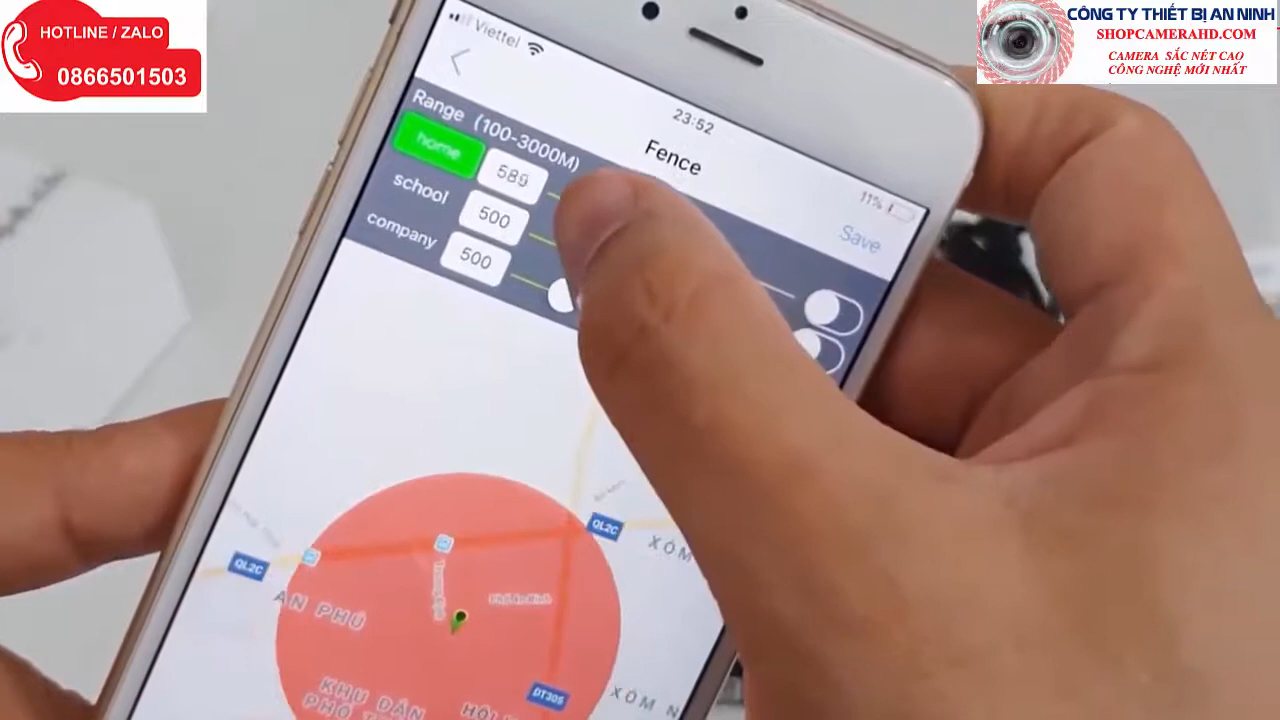 HOTLINE / ZALO
0866501503
CÔNG TY THIẾT BỊ AN NINH
SHOPCAMERAHD.COM
CAMERA SẮC NÉT CAO
CÔNG NGHỆ MỚI NHẤT
Viettel
23:52
11%
Fence
Save
Range (100-3000M)
home
589
school
500
company
500
QL2C
QL2C
XÓM
AN PHÚ
DT305
KHU DÂN
PHỐ
XÓM N